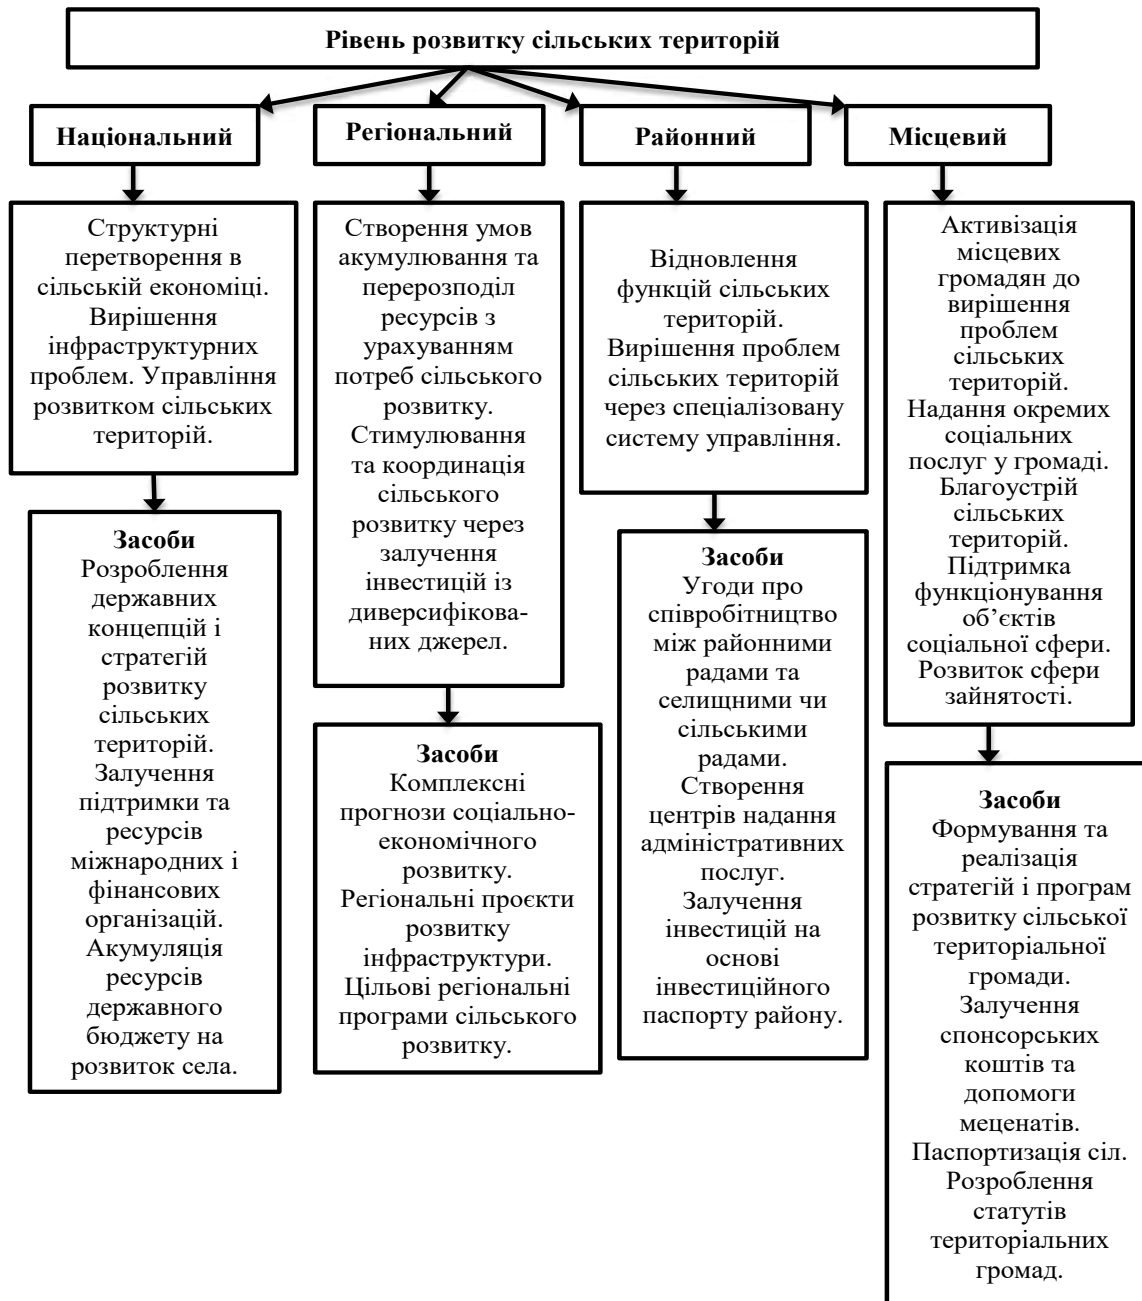 Рівень розвитку сільських територій
Національний
Регіональний
Районний
Місцевий
Структурні
перетворення в
сільській економіці.
Вирішення
інфраструктурних
проблем. Управління
розвитком сільських
територій.
Засоби
Розроблення
державних
концепцій і
стратегій
розвитку
сільських
територій.
Залучення
підтримки та
ресурсів
міжнародних і
фінансових
організацій.
Акумуляція
ресурсів
державного
бюджету на
розвиток села.
Створення умов
акумулювання та
перерозподіл
ресурсів з
урахуванням
потреб сільського
розвитку.
Стимулювання
та координація
сільського
розвитку через
залучення
інвестицій із
диверсифікова-
них джерел.
Засоби
Комплексні
прогнози соціально-
економічного
розвитку.
Регіональні проєкти
розвитку
інфраструктури.
Цільові регіональні
програми сільського
розвитку.
Відновлення
функцій сільських
територій.
Вирішення проблем
сільських територій
через спеціалізовану
систему управління.
Засоби
Угоди про
співробітництво
між районними
радами та
селищними чи
сільськими
радами.
Створення
центрів надання
адміністративних
послуг.
Залучення
інвестицій на
основі
інвестиційного
паспорту району.
Активізація
місцевих
громадян до
вирішення
проблем
сільських
територій.
Надання окремих
соціальних
послуг у громаді.
Благоустрій
сільських
територій.
Підтримка
функціонування
об’єктів
соціальної сфери.
Розвиток сфери
зайнятості.
Засоби
Формування та
реалізація
стратегій і програм
розвитку сільської
територіальної
громади.
Залучення
спонсорських
коштів та
допомоги
меценатів.
Паспортизація сіл.
Розроблення
статутів
територіальних
громад.